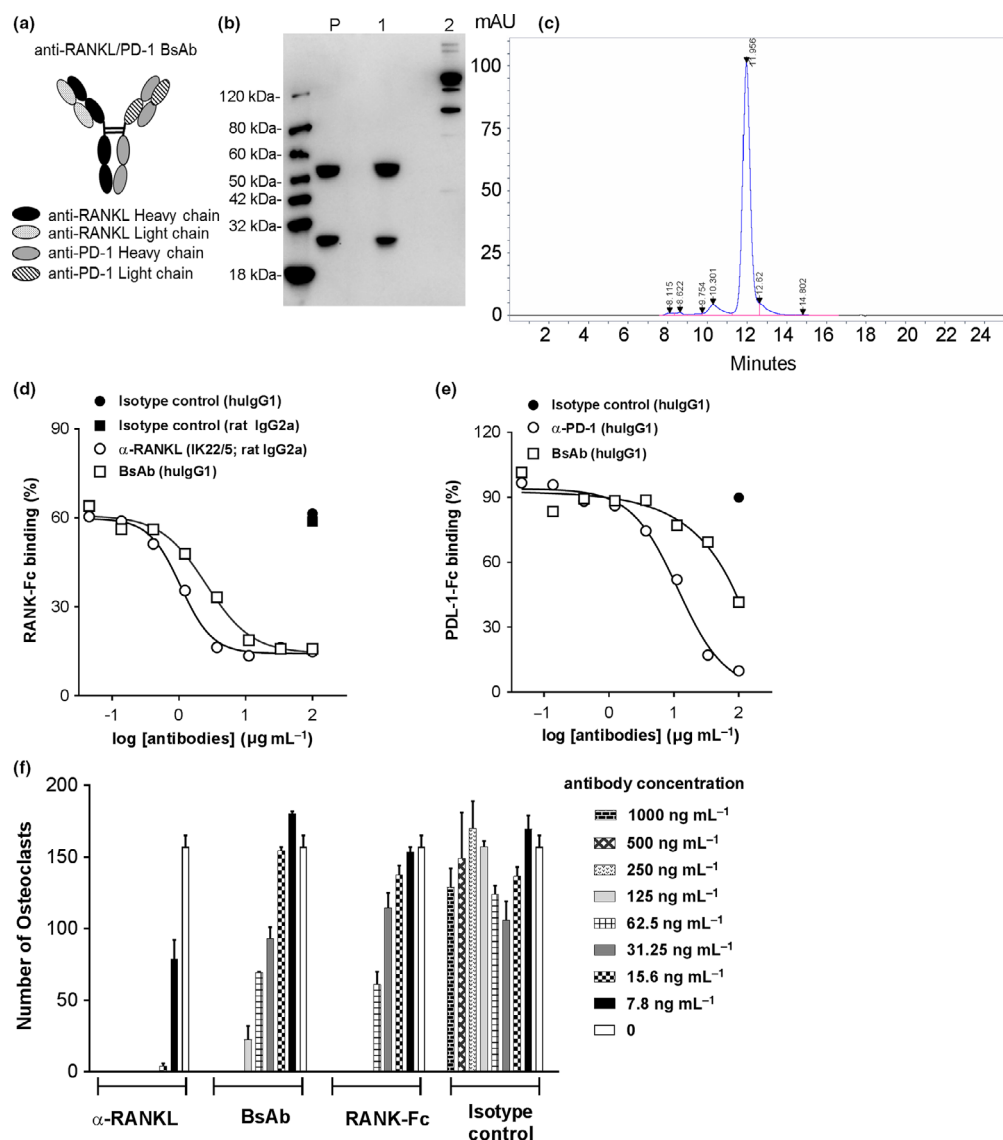 (a)
anti-RANKL/PD-1 BsAb
anti-RANKL Heavy chain
anti-RANKL Light chain
anti-PD-1 Heavy chain
anti-PD-1 Light chain
(b)
P 1 2
120 kDa-
80 kDa-
60 kDa-
50 kDa-
42 kDa-
32 kDa-
18 kDa-
mAU
(c)
100
75
50
25
0
8.115
8.622
9.754
10.301
11.956
12.62
14.802
2 4 6 8 10 12 14 16 18 20 22 24
Minutes
(d)
Isotype control (huIgG1)
Isotype control (rat IgG2a)
α-RANKL (IK22/5; rat IgG2a)
BsAb (huIgG1)
RANK-Fc binding (%)
90
60
30
0
-1 0 1 2
log [antibodies] (µg mL⁻¹)
(e)
Isotype control (huIgG1)
α-PD-1 (huIgG1)
BsAb (huIgG1)
PDL-1-Fc binding (%)
120
90
60
30
0
–1 0 1 2
log [antibodies] (µg mL⁻¹)
(f)
Number of Osteoclasts
200
150
100
50
0
α-RANKL BsAb RANK-Fc Isotype
control
antibody concentration
1000 ng mL⁻¹
500 ng mL⁻¹
250 ng mL⁻¹
125 ng mL⁻¹
62.5 ng mL⁻¹
31.25 ng mL⁻¹
15.6 ng mL⁻¹
7.8 ng mL⁻¹
0